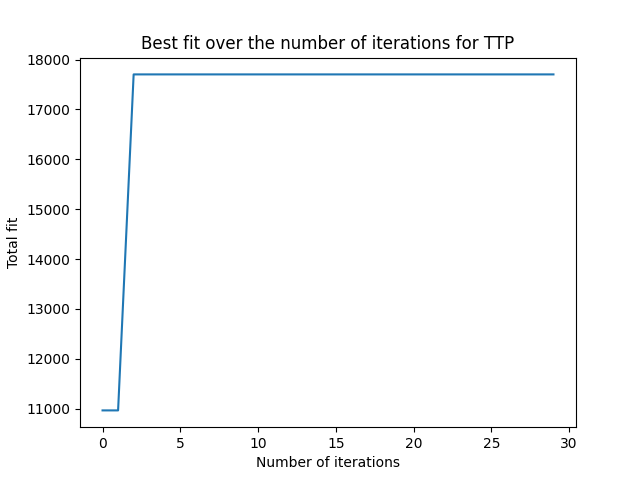 Best fit over the number of iterations for TTP
18000
17000
16000
15000
14000
13000
12000
11000
Total fit
0 5 10 15 20 25 30
Number of iterations